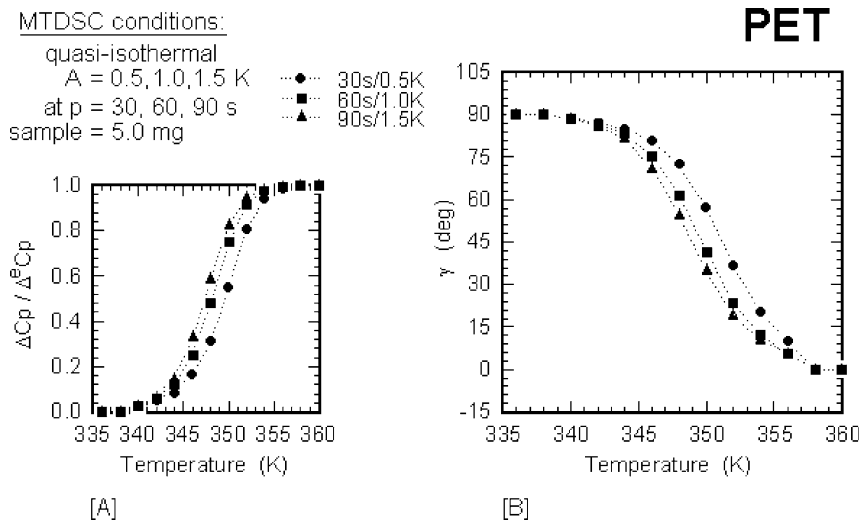 MTDSC conditions:
quasi-isothermal
A = 0.5, 1.0, 1.5 K
at p = 30, 60, 90 s
sample = 5.0 mg
30s/0.5K
60s/1.0K
90s/1.5K
PET
1.0
0.8
0.6
0.4
0.2
0.0
ΔCp / ΔᵉCp
335 340 345 350 355 360
Temperature (K)
[A]
105
90
75
60
45
30
15
0
-15
γ (deg)
335 340 345 350 355 360
Temperature (K)
[B]